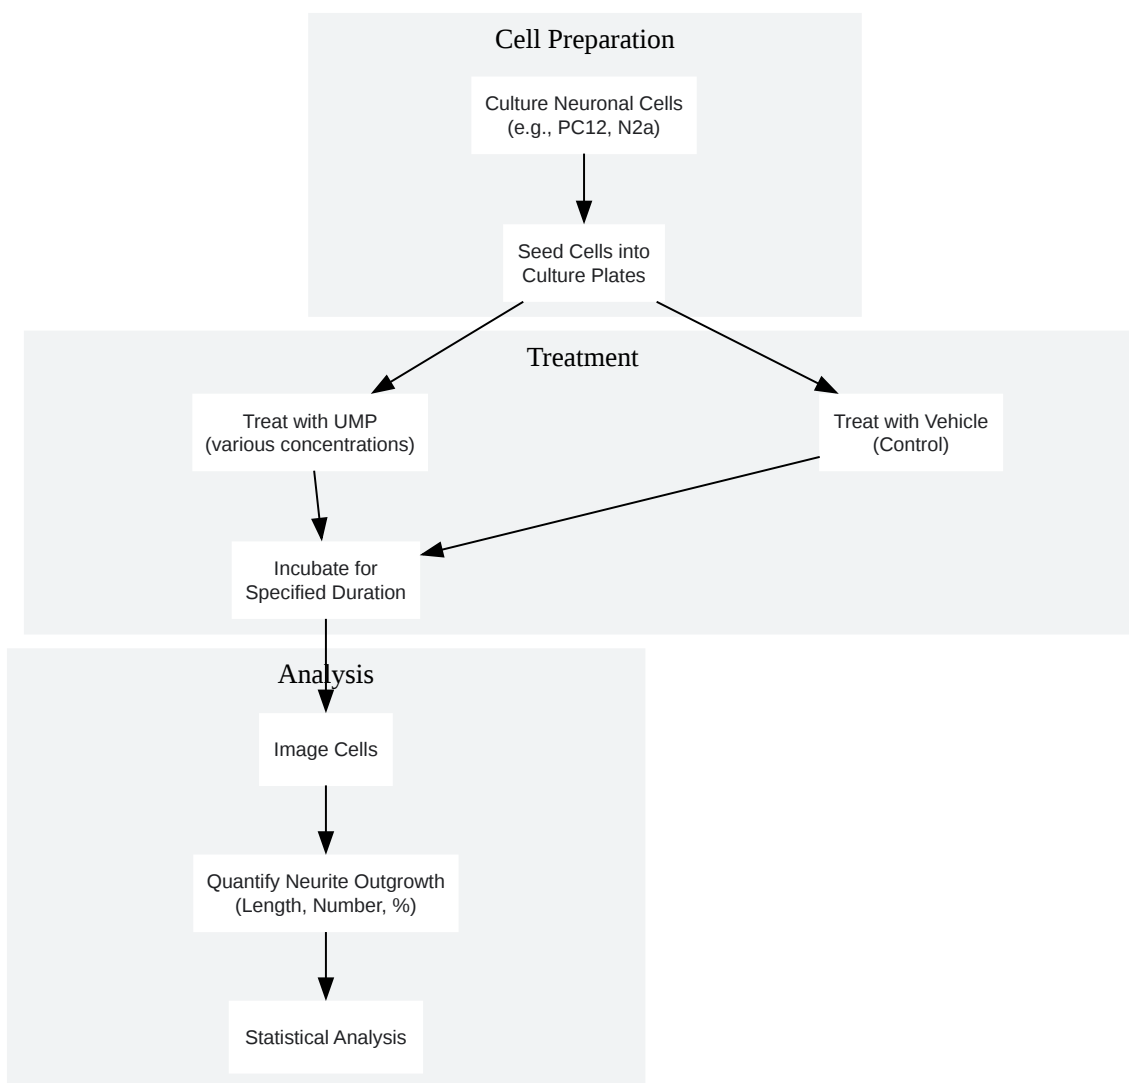 Cell Preparation
Culture Neuronal Cells
(e.g., PC12, N2a)
Seed Cells into
Culture Plates
Treatment
Treat with UMP
(various concentrations)
Treat with Vehicle
(Control)
Incubate for
Specified Duration
Analysis
Image Cells
Quantify Neurite Outgrowth
(Length, Number, %)
Statistical Analysis